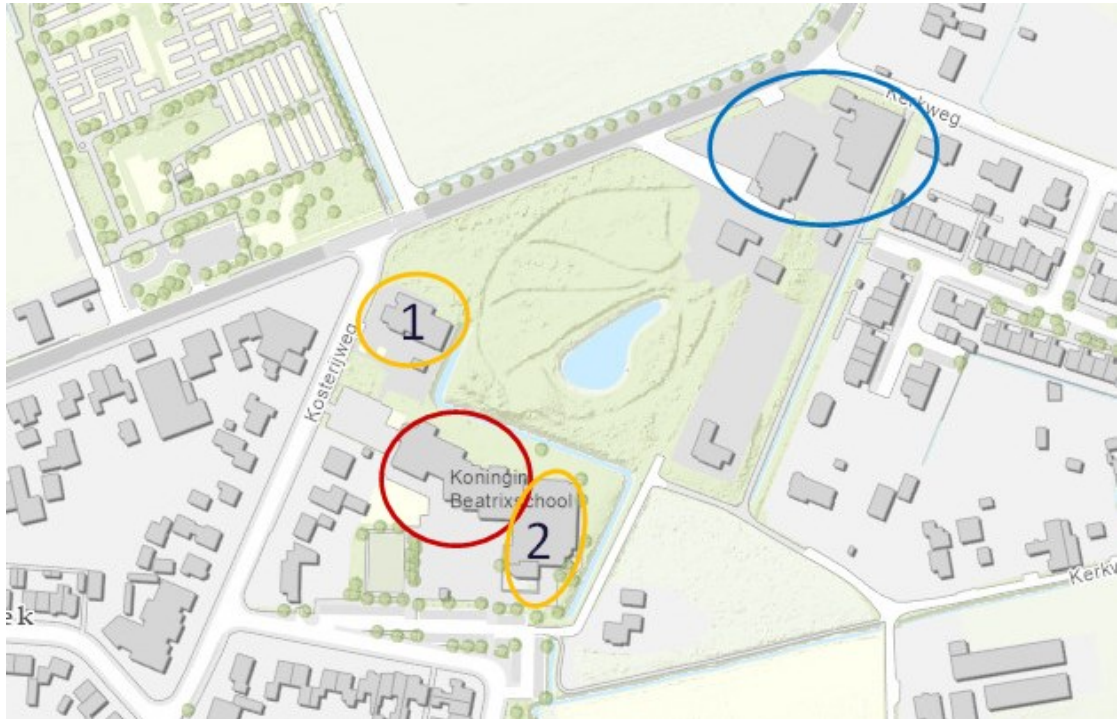 Kerkweg
1
Kosterijweg
Koningin
Beatrixschool
2
Kerkw
ek